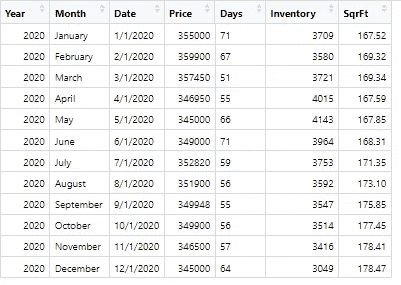 Year Month Date Price Days Inventory SqrFt
2020 January 1/1/2020 355000 71 3709 167.52
2020 February 2/1/2020 359900 67 3580 169.32
2020 March 3/1/2020 357450 51 3721 169.34
2020 April 4/1/2020 346950 55 4015 167.59
2020 May 5/1/2020 345000 66 4143 167.85
2020 June 6/1/2020 349000 71 3964 168.31
2020 July 7/1/2020 352820 59 3753 171.35
2020 August 8/1/2020 351900 56 3592 173.10
2020 September 9/1/2020 349948 55 3547 175.85
2020 October 10/1/2020 349900 56 3514 177.45
2020 November 11/1/2020 346500 57 3416 178.41
2020 December 12/1/2020 345000 64 3049 178.47